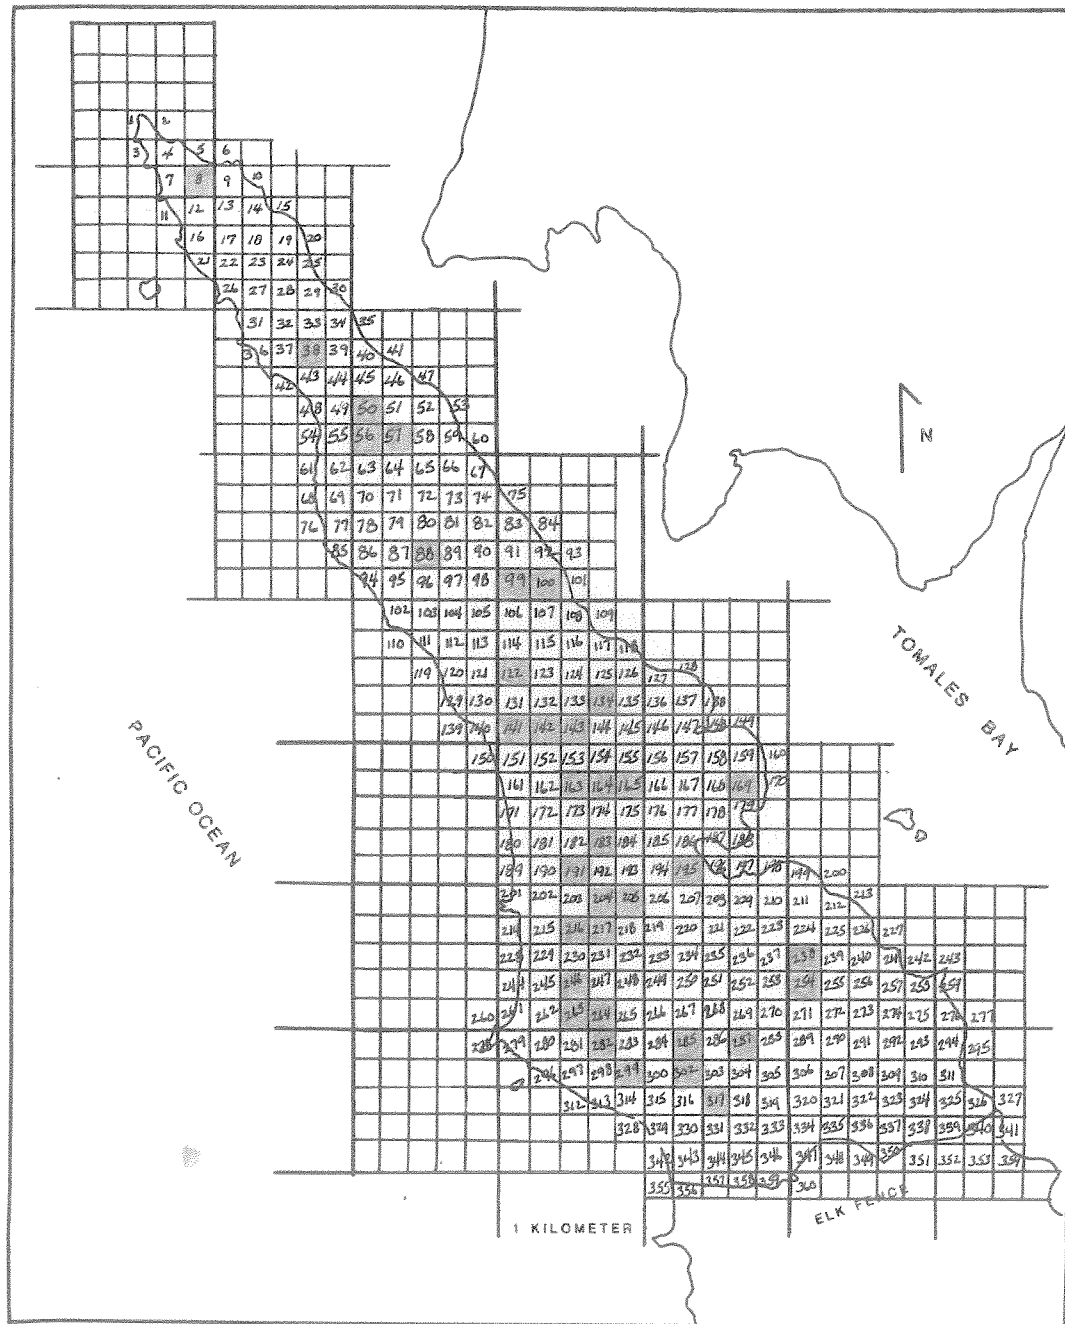 1 2
3 4 5 6
7 8 9 10
11 12 13 14 15
16 17 18 19 20
21 22 23 24 25
26 27 28 29 30
31 32 33 34 35
36 37 38 39 40 41
42 43 44 45 46 47
48 49 50 51 52 53
54 55 56 57 58 59 60
61 62 63 64 65 66 67
68 69 70 71 72 73 74 75
76 77 78 79 80 81 82 83 84
85 86 87 88 89 90 91 92 93
94 95 96 97 98 99 100 101
102 103 104 105 106 107 108 109
110 111 112 113 114 115 116 117 118
119 120 121 122 123 124 125 126 127 128
129 130 131 132 133 134 135 136 137 138
139 140 141 142 143 144 145 146 147 148 149
150 151 152 153 154 155 156 157 158 159 160
161 162 163 164 165 166 167 168 169 170
171 172 173 174 175 176 177 178 179
180 181 182 183 184 185 186 187 188
189 190 191 192 193 194 195 196 197 198 199 200
201 202 203 204 205 206 207 208 209 210 211 212 213
214 215 216 217 218 219 220 221 222 223 224 225 226 227
228 229 230 231 232 233 234 235 236 237 238 239 240 241 242 243
244 245 246 247 248 249 250 251 252 253 254 255 256 257 258 259
260 261 262 263 264 265 266 267 268 269 270 271 272 273 274 275 276 277
278 279 280 281 282 283 284 285 286 287 288 289 290 291 292 293 294 295
296 297 298 299 300 302 303 304 305 306 307 308 309 310 311
312 313 314 315 316 317 318 319 320 321 322 323 324 325 326 327
328 329 330 331 332 333 334 335 336 337 338 339 340 341
342 343 344 345 346 347 348 349 350 351 352 353 354
355 356 357 358 359 360
N
TOMALES BAY
PACIFIC OCEAN
ELK FENCE
1 KILOMETER